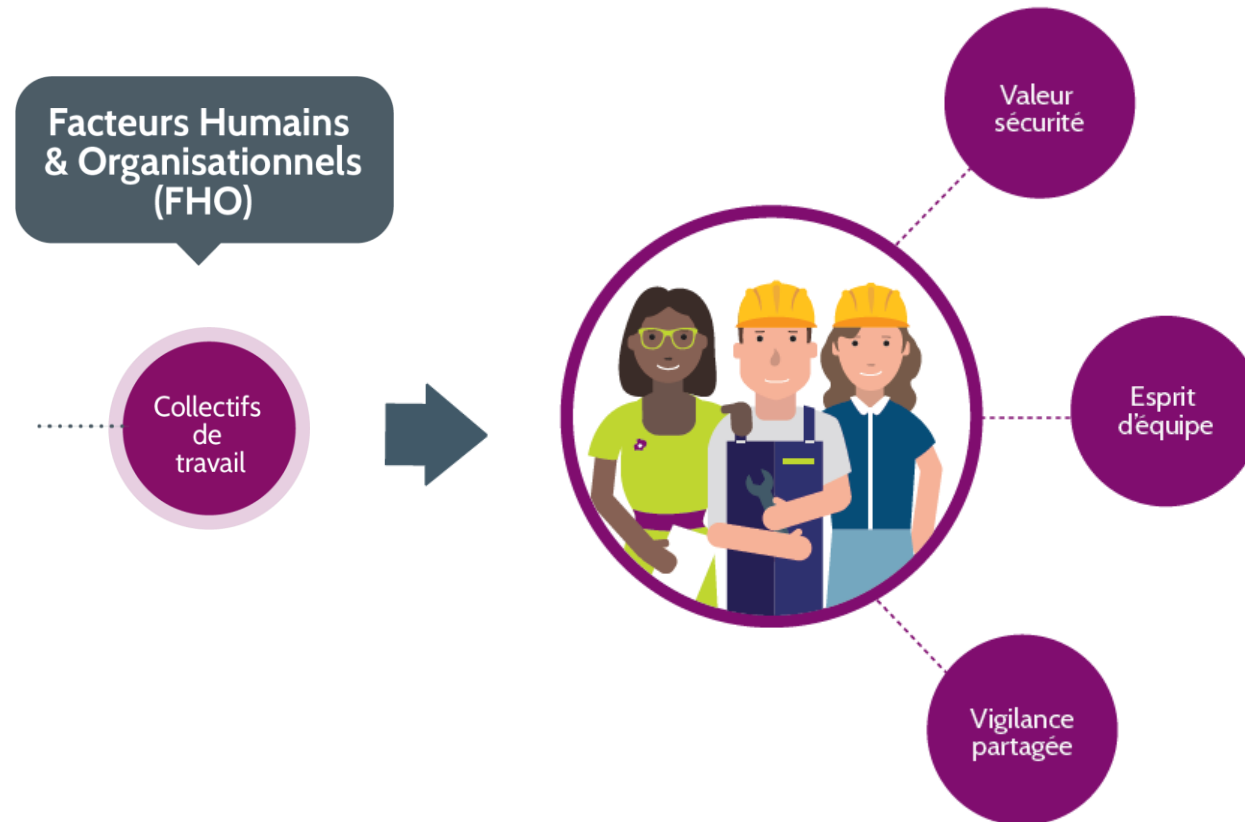 Facteurs Humains
& Organisationnels
(FHO)
Collectifs
de
travail
Valeur
sécurité
Esprit
d'équipe
Vigilance
partagée